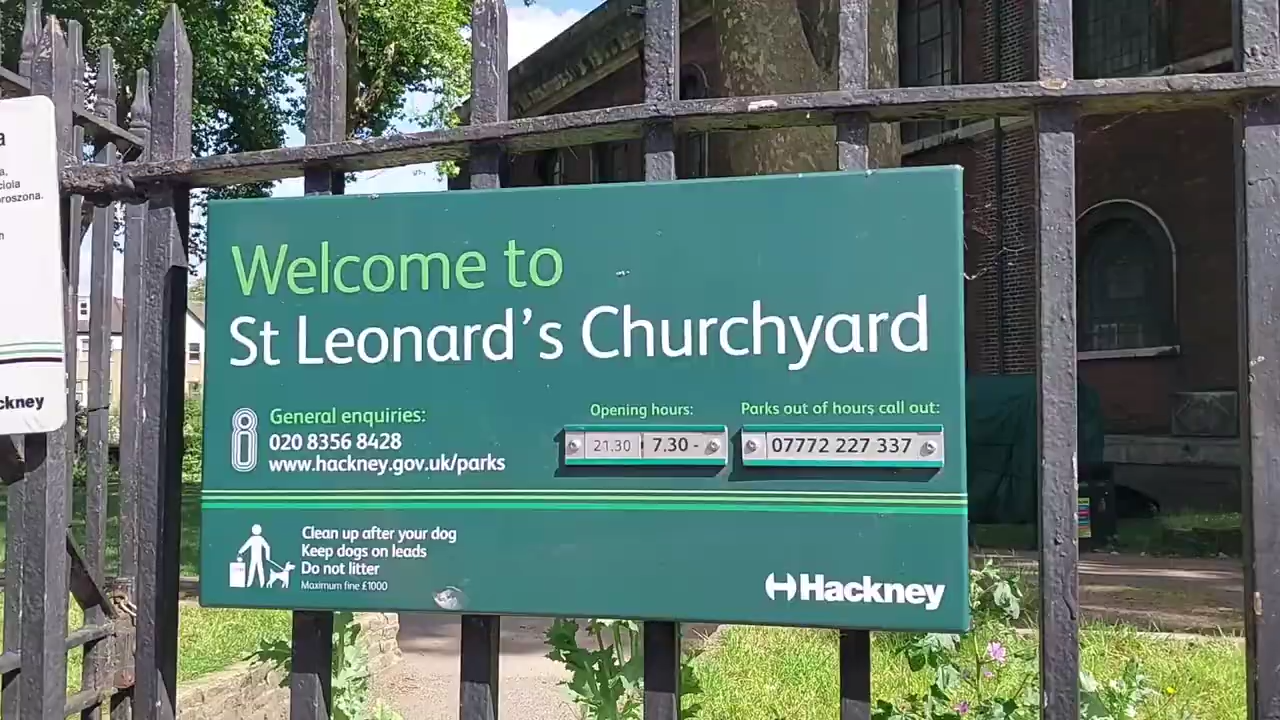 a
a.
ciola
oroszona.
n
ckney
Welcome to
St Leonard's Churchyard
General enquiries:
020 8356 8428
www.hackney.gov.uk/parks
Opening hours:
21.30 7.30 -
Parks out of hours call out:
07772 227 337
Clean up after your dog
Keep dogs on leads
Do not litter
Maximum fine £1000
Hackney